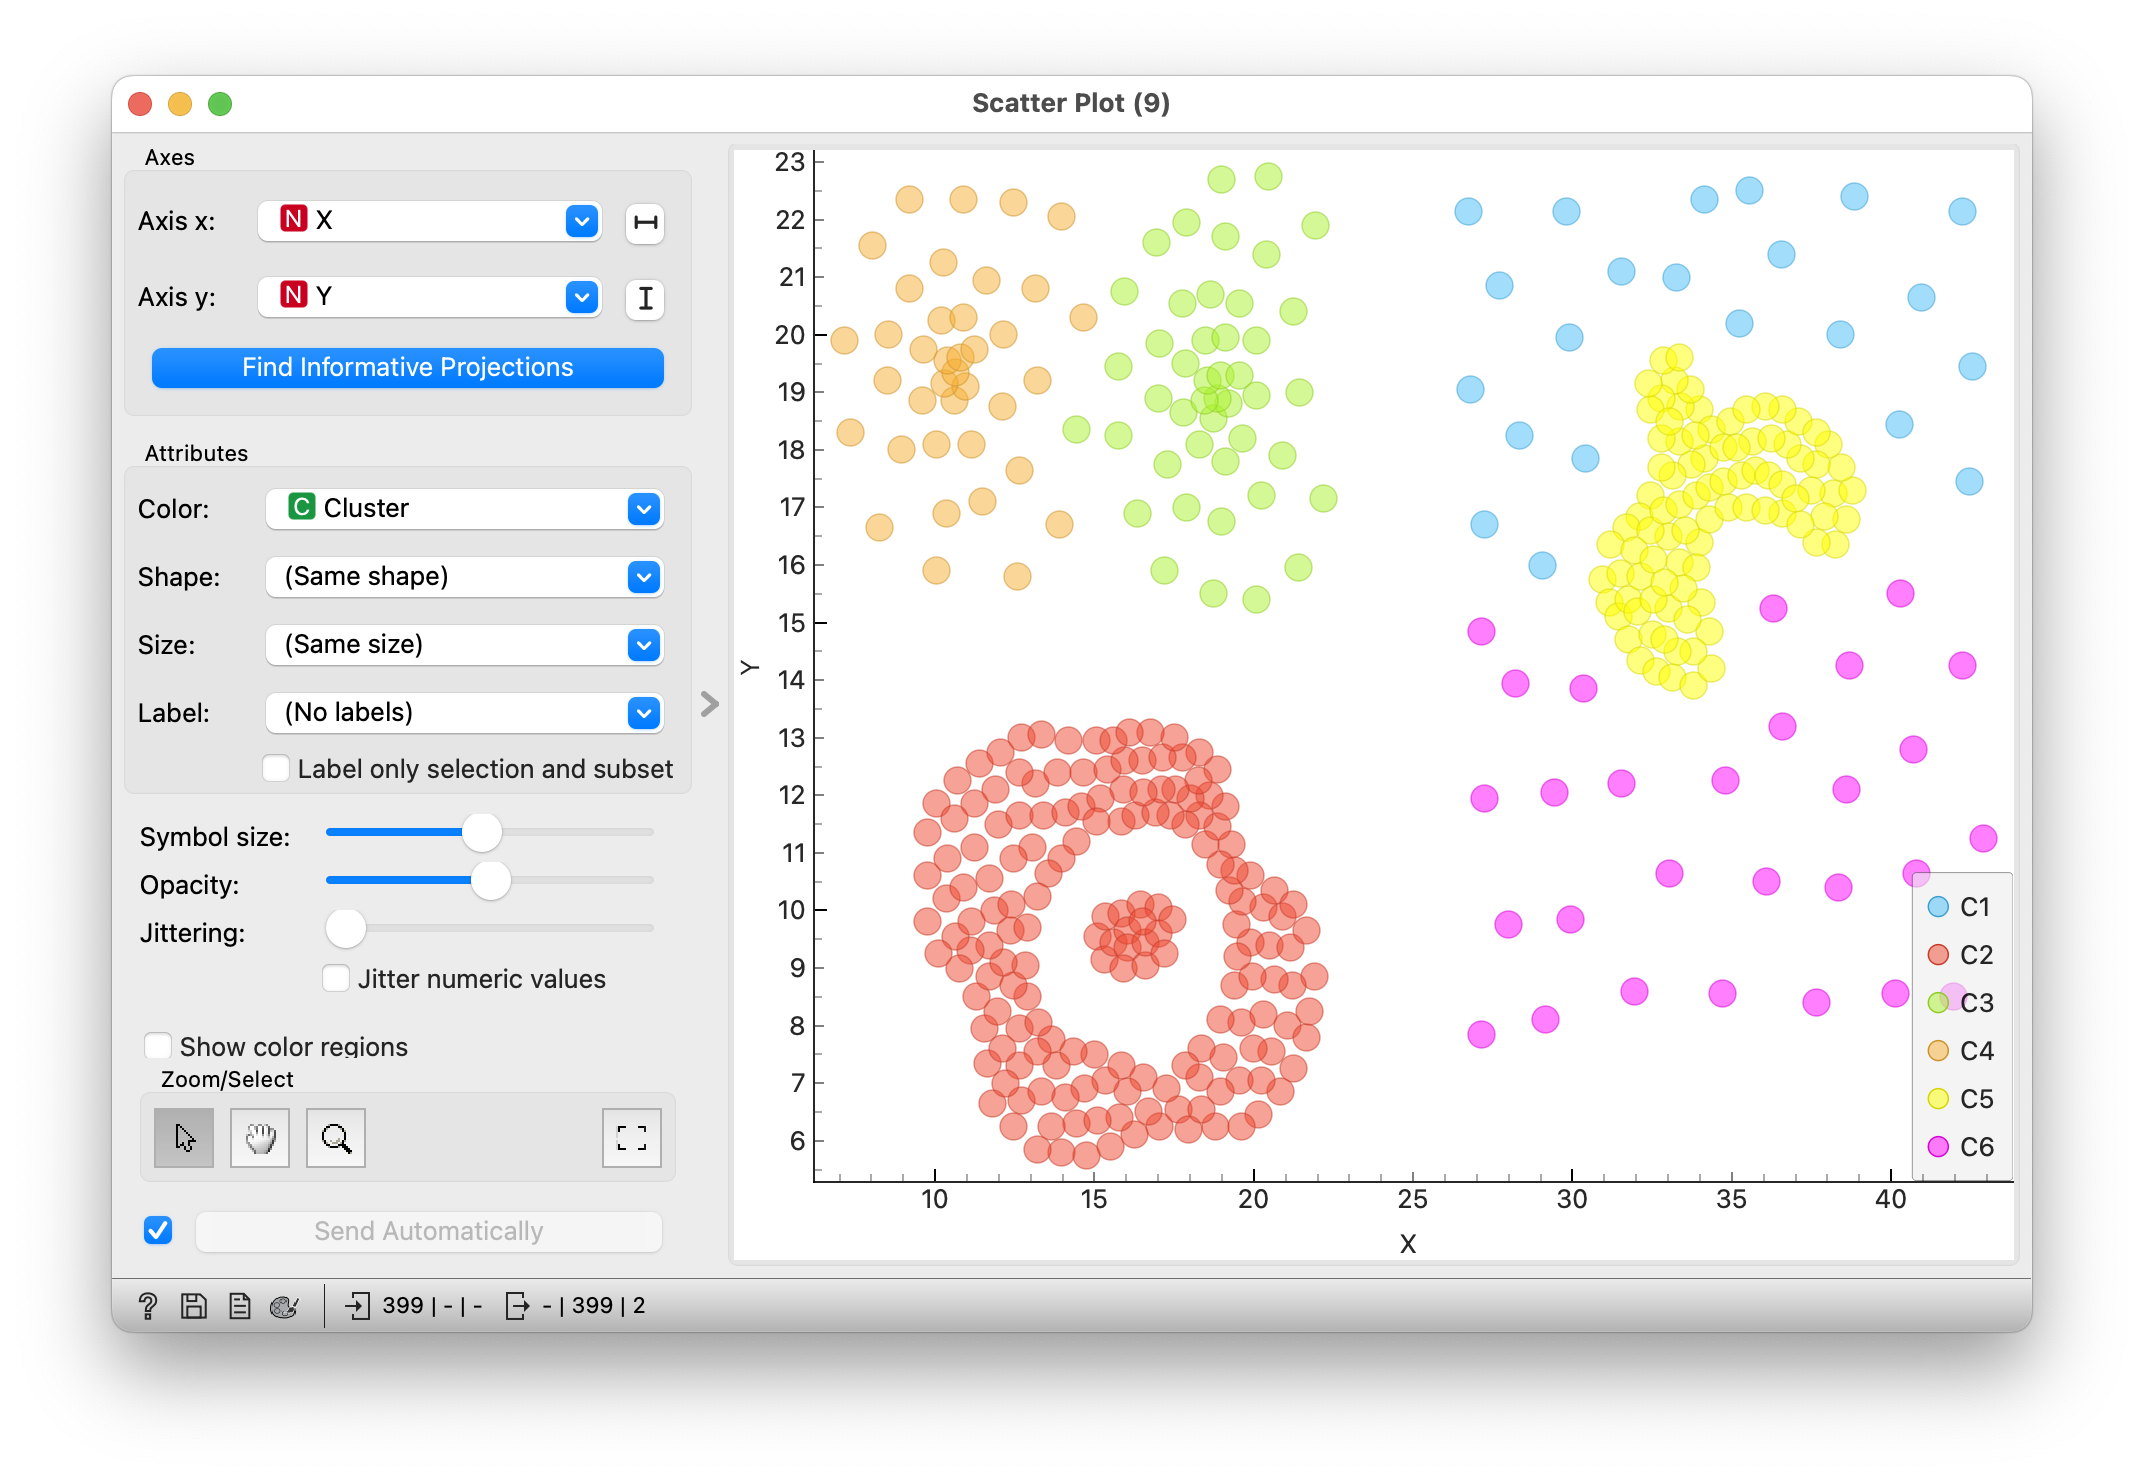 Scatter Plot (9)
Axes
Axis x: N X
Axis y: N Y
Find Informative Projections
Attributes
Color: C Cluster
Shape: (Same shape)
Size: (Same size)
Label: (No labels)
Label only selection and subset
Symbol size:
Opacity:
Jittering:
Jitter numeric values
Show color regions
Zoom/Select
Send Automatically
? 399 | - | - - | 399 | 2
23
22
21
20
19
18
17
16
15
14
13
12
11
10
9
8
7
6
Y
10 15 20 25 30 35 40
X
C1
C2
C3
C4
C5
C6